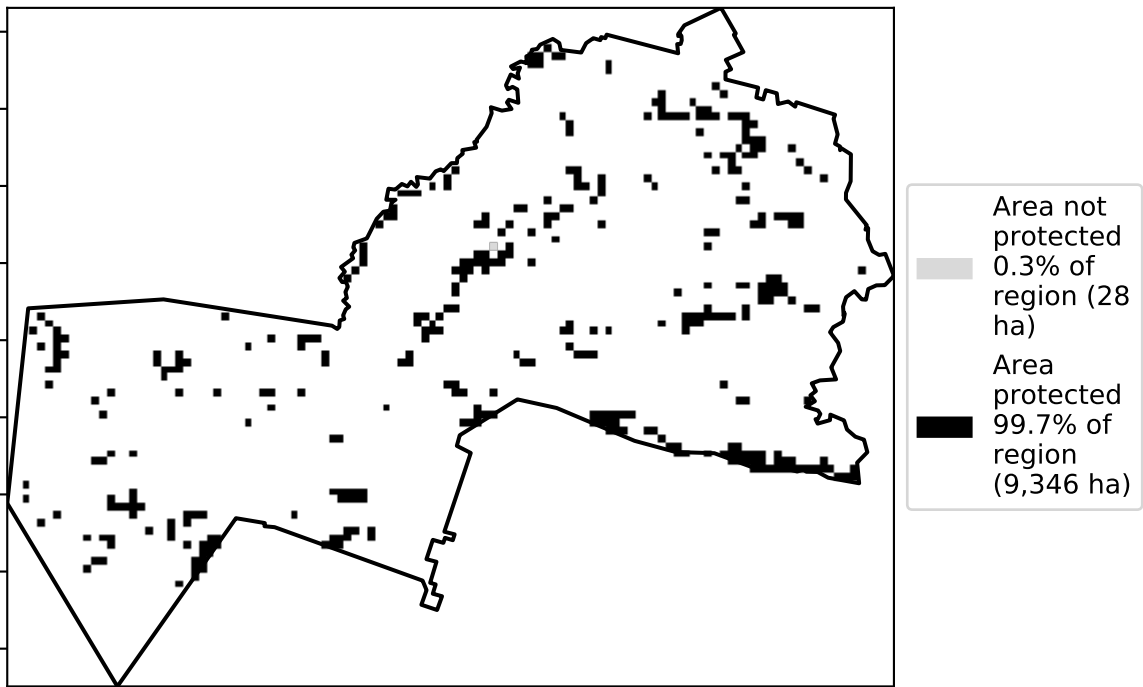 Area not
protected
0.3% of
region (28
ha)
Area
protected
99.7% of
region
(9,346 ha)